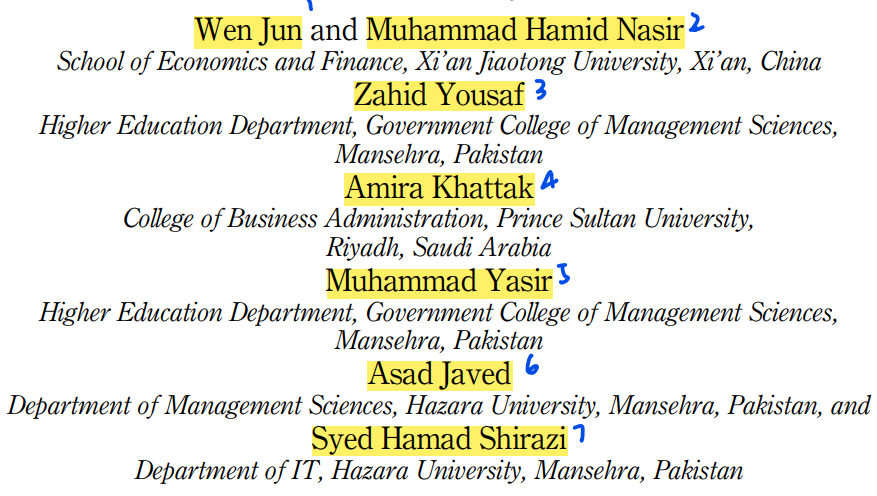 Wen Jun and Muhammad Hamid Nasir 2
School of Economics and Finance, Xi'an Jiaotong University, Xi'an, China
Zahid Yousaf 3
Higher Education Department, Government College of Management Sciences,
Mansehra, Pakistan
Amira Khattak 4
College of Business Administration, Prince Sultan University,
Riyadh, Saudi Arabia
Muhammad Yasir 5
Higher Education Department, Government College of Management Sciences,
Mansehra, Pakistan
Asad Javed 6
Department of Management Sciences, Hazara University, Mansehra, Pakistan, and
Syed Hamad Shirazi 7
Department of IT, Hazara University, Mansehra, Pakistan